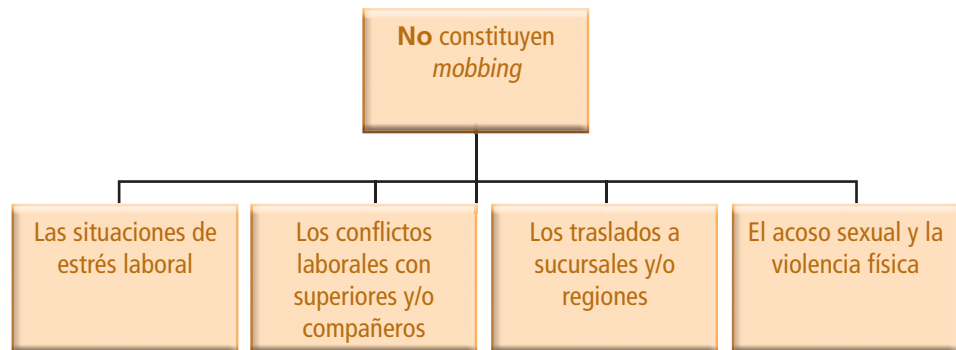 No constituyen
mobbing
Las situaciones de
estrés laboral
Los conflictos
laborales con
superiores y/o
compañeros
Los traslados a
sucursales y/o
regiones
El acoso sexual y la
violencia física